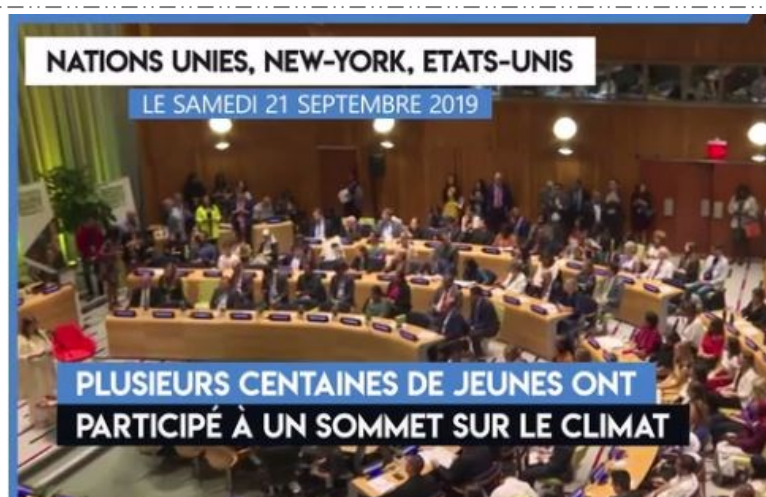 NATIONS UNIES, NEW-YORK, ETATS-UNIS
LE SAMEDI 21 SEPTEMBRE 2019
PLUSIEURS CENTAINES DE JEUNES ONT
PARTICIPÉ À UN SOMMET SUR LE CLIMAT